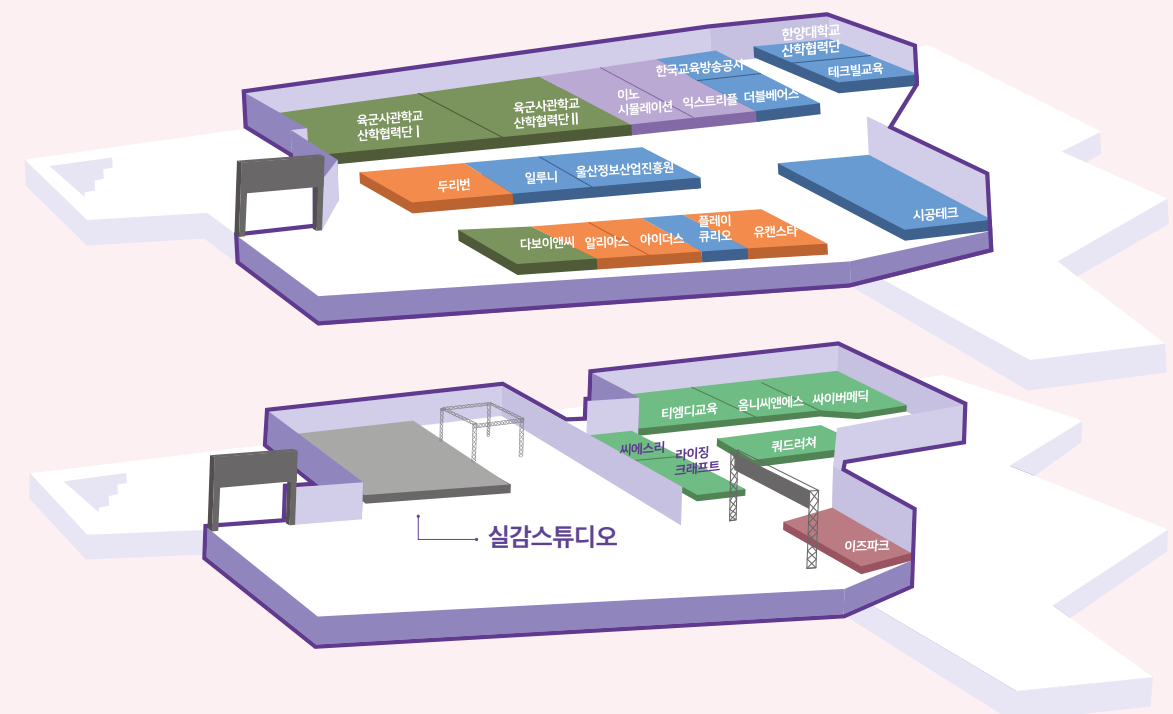 한양대학교
산학협력단
테크빌교육
한국교육방송공사
이노
시뮬레이션
익스트리플
더블베어스
육군사관학교
산학협력단 I
육군사관학교
산학협력단 II
두리번
일루니
울산정보산업진흥원
시공테크
다보이앤씨
알리아스
아이더스
플레이
큐리오
유캔스타
티엠디교육
옴니씨앤에스
싸이버메딕
씨에스리
라이징
크래프트
쿼드러쳐
이즈파크
실감스튜디오